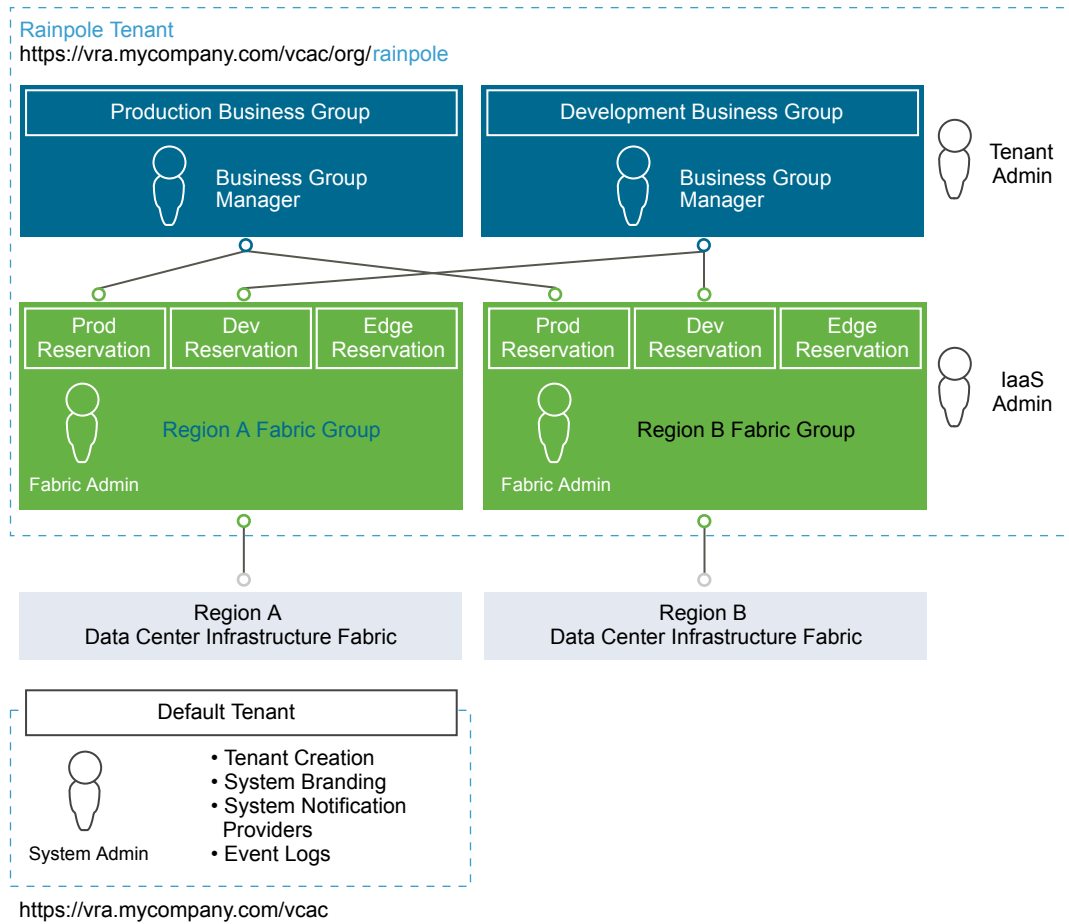 Rainpole Tenant
https://vra.mycompany.com/vcac/org/rainpole
Production Business Group
Development Business Group
Business Group
Manager
Business Group
Manager
Tenant
Admin
Prod
Reservation
Dev
Reservation
Edge
Reservation
Prod
Reservation
Dev
Reservation
Edge
Reservation
IaaS
Admin
Region A Fabric Group
Region B Fabric Group
Fabric Admin
Fabric Admin
Region A
Data Center Infrastructure Fabric
Region B
Data Center Infrastructure Fabric
Default Tenant
• Tenant Creation
• System Branding
• System Notification
Providers
• Event Logs
System Admin
https://vra.mycompany.com/vcac